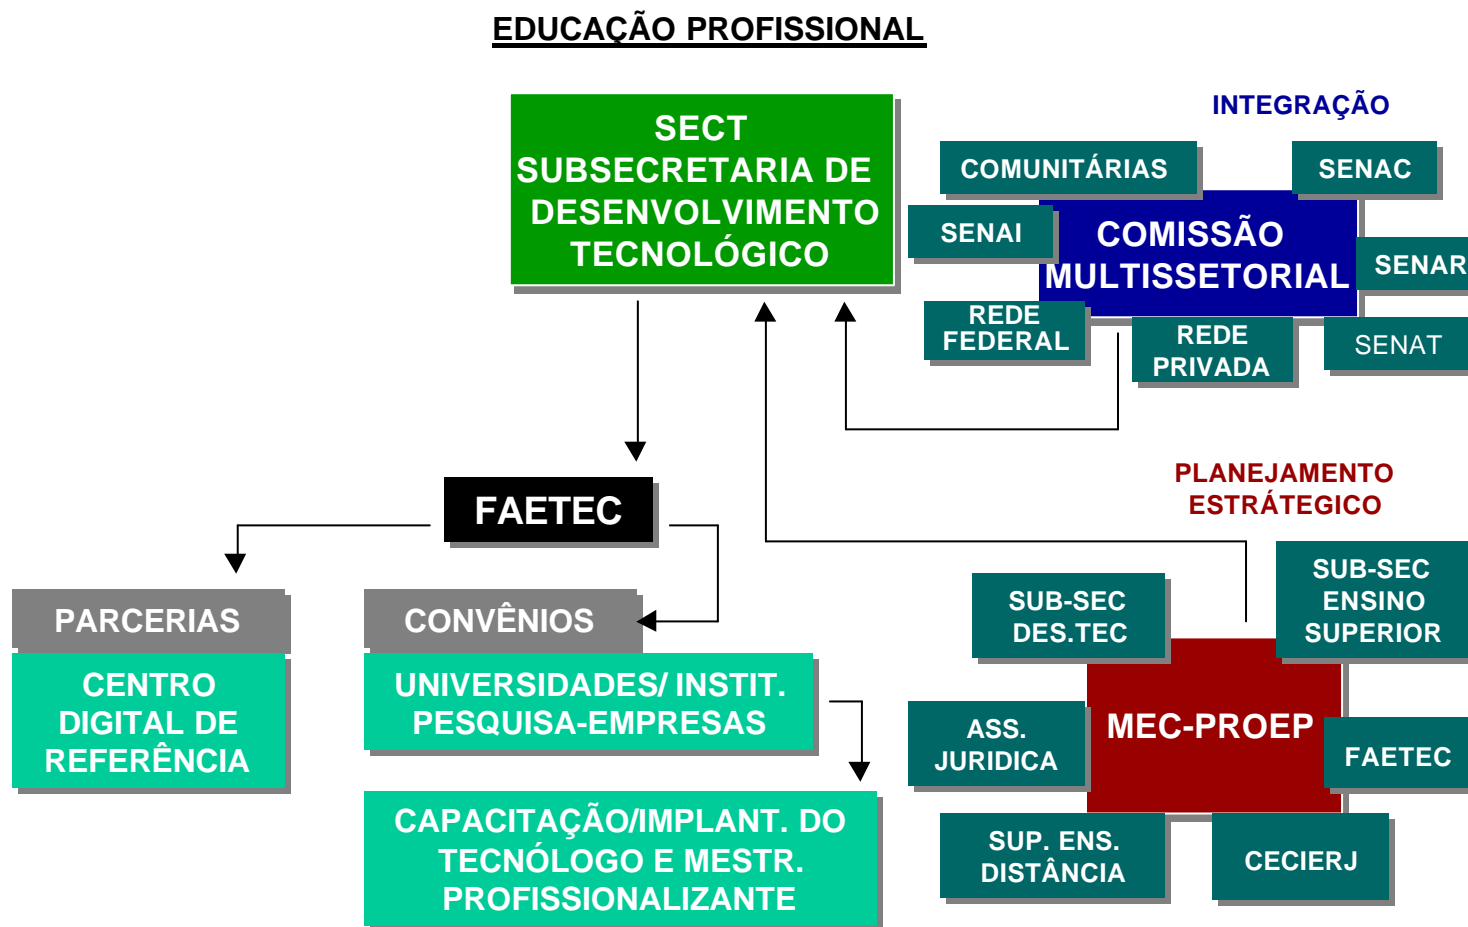 EDUCAÇÃO PROFISSIONAL
SECT
SUBSECRETARIA DE
DESENVOLVIMENTO
TECNOLÓGICO
INTEGRAÇÃO
COMUNITÁRIAS
SENAC
SENAI
COMISSÃO
MULTISSETORIAL
SENAR
REDE
FEDERAL
REDE
PRIVADA
SENAT
FAETEC
PARCERIAS
CENTRO
DIGITAL DE
REFERÊNCIA
CONVÊNIOS
UNIVERSIDADES/ INSTIT.
PESQUISA-EMPRESAS
CAPACITAÇÃO/IMPLANT. DO
TECNÓLOGO E MESTR.
PROFISSIONALIZANTE
PLANEJAMENTO
ESTRÁTEGICO
SUB-SEC
DES.TEC
SUB-SEC
ENSINO
SUPERIOR
MEC-PROEP
ASS.
JURIDICA
FAETEC
SUP. ENS.
DISTÂNCIA
CECIERJ